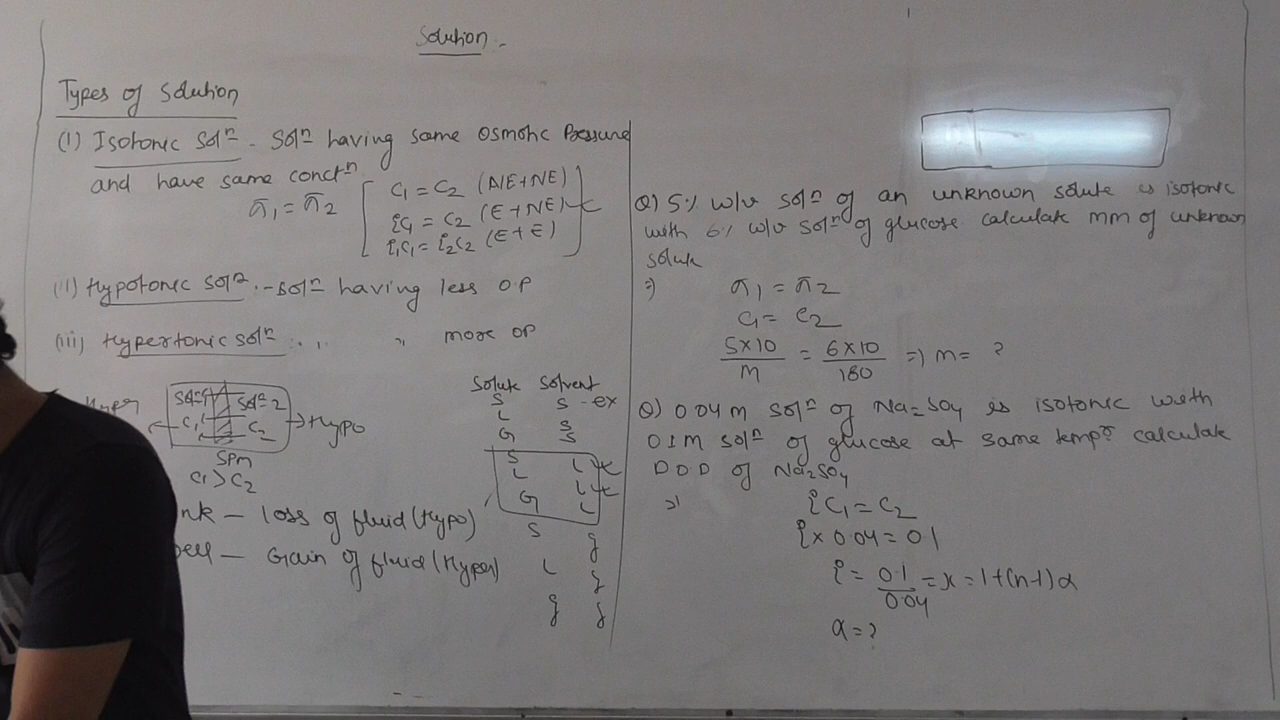 Solution -
Types of Solution
(1) Isotonic Solⁿ - Solⁿ having same Osmotic Pressure
and have same conctⁿ
π₁ = π₂
C₁ = C₂ (NE+NE)
iC₁ = C₂ (E+NE)
i₁C₁ = i₂C₂ (E+E)
(ii) Hypotonic solⁿ. - Solⁿ having less O.P
(iii) Hypertonic solⁿ : , , " more OP
Hyper
Solⁿ 1
Solⁿ 2
C₁
C₂
Hypo
SPM
C₁ > C₂
nk - loss of fluid (Hypo)
ell - Gain of fluid (Hyper)
Solute Solvent
S S - ex
L S
G S
S L
L L
G L
S g
L g
g g
Q) 5% w/v solⁿ of an unknown solute is isotonic
with 6% w/v solⁿ of glucose. calculate mm of unknown
solute
⇒) π₁ = π₂
C₁ = C₂
5×10/M = 6×10/180 ⇒) M = ?
Q) 0.04 M solⁿ of Na₂SO₄ is isotonic with
0.1M solⁿ of glucose at same tempr calculate
D O D of Na₂SO₄
iC₁ = C₂
i × 0.04 = 0.1
i = 0.1/0.04 = x = 1+(n-1)α
α = ?